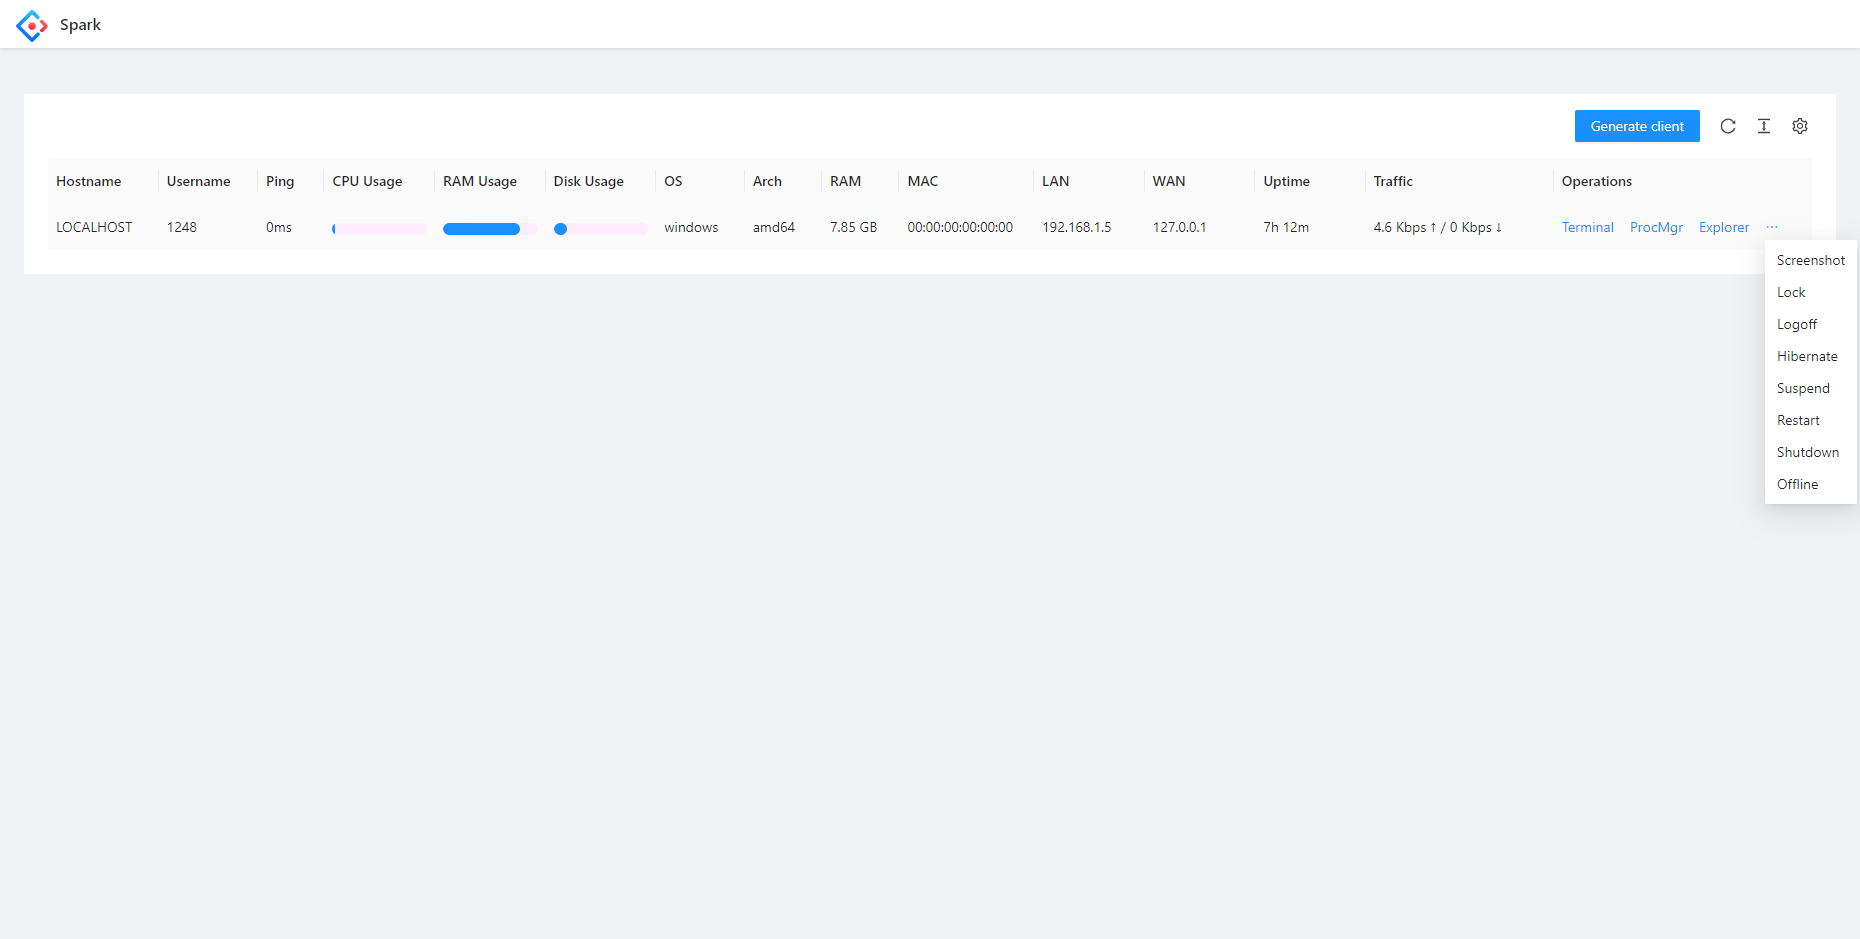 Spark
Generate client
Hostname Username Ping CPU Usage RAM Usage Disk Usage OS Arch RAM MAC LAN WAN Uptime Traffic Operations
LOCALHOST 1248 0ms windows amd64 7.85 GB 00:00:00:00:00:00 192.168.1.5 127.0.0.1 7h 12m 4.6 Kbps ↑ / 0 Kbps ↓ Terminal ProcMgr Explorer ···
Screenshot
Lock
Logoff
Hibernate
Suspend
Restart
Shutdown
Offline